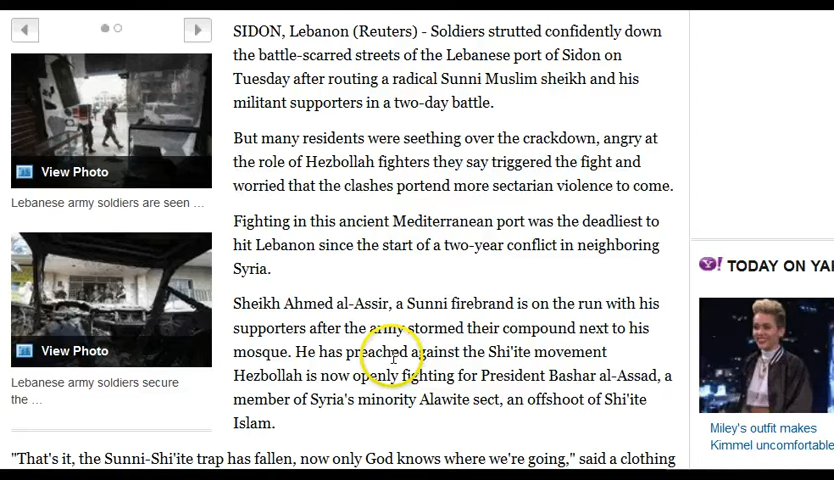 SIDON, Lebanon (Reuters) - Soldiers strutted confidently down
the battle-scarred streets of the Lebanese port of Sidon on
Tuesday after routing a radical Sunni Muslim sheikh and his
militant supporters in a two-day battle.
But many residents were seething over the crackdown, angry at
the role of Hezbollah fighters they say triggered the fight and
worried that the clashes portend more sectarian violence to come.
Fighting in this ancient Mediterranean port was the deadliest to
hit Lebanon since the start of a two-year conflict in neighboring
Syria.
Sheikh Ahmed al-Assir, a Sunni firebrand is on the run with his
supporters after the army stormed their compound next to his
mosque. He has preached against the Shi'ite movement
Hezbollah is now openly fighting for President Bashar al-Assad, a
member of Syria's minority Alawite sect, an offshoot of Shi'ite
Islam.
"That's it, the Sunni-Shi'ite trap has fallen, now only God knows where we're going," said a clothing
View Photo
Lebanese army soldiers are seen ...
View Photo
Lebanese army soldiers secure
the ...
Y! TODAY ON YAH
Miley's outfit makes
Kimmel uncomfortable